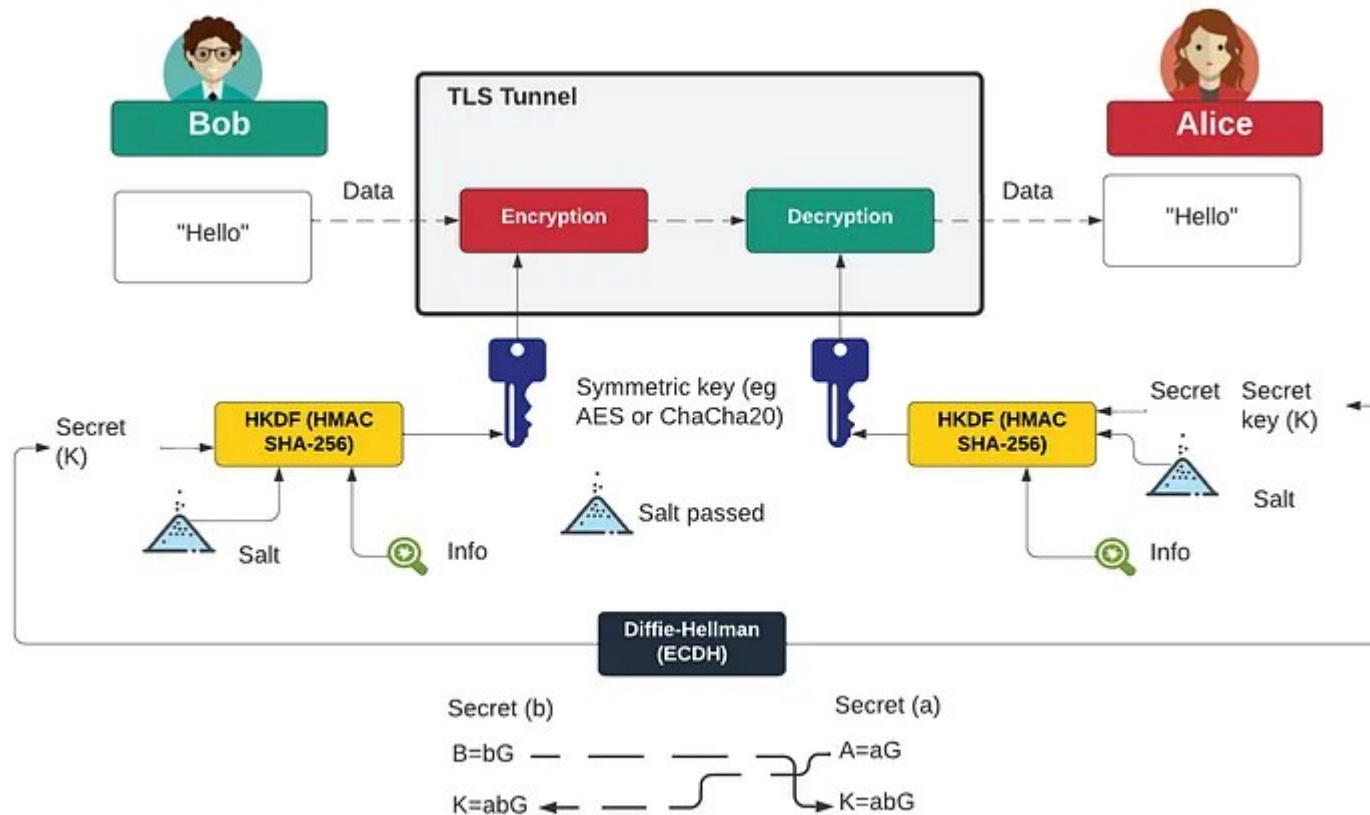 Bob
Alice
TLS Tunnel
Data
Data
"Hello"
Encryption
Decryption
"Hello"
Symmetric key (eg
AES or ChaCha20)
Secret
(K)
HKDF (HMAC
SHA-256)
HKDF (HMAC
SHA-256)
Secret
Secret
key (K)
Salt
Info
Salt passed
Salt
Info
Diffie-Hellman
(ECDH)
Secret (b)
Secret (a)
B=bG
A=aG
K=abG
K=abG